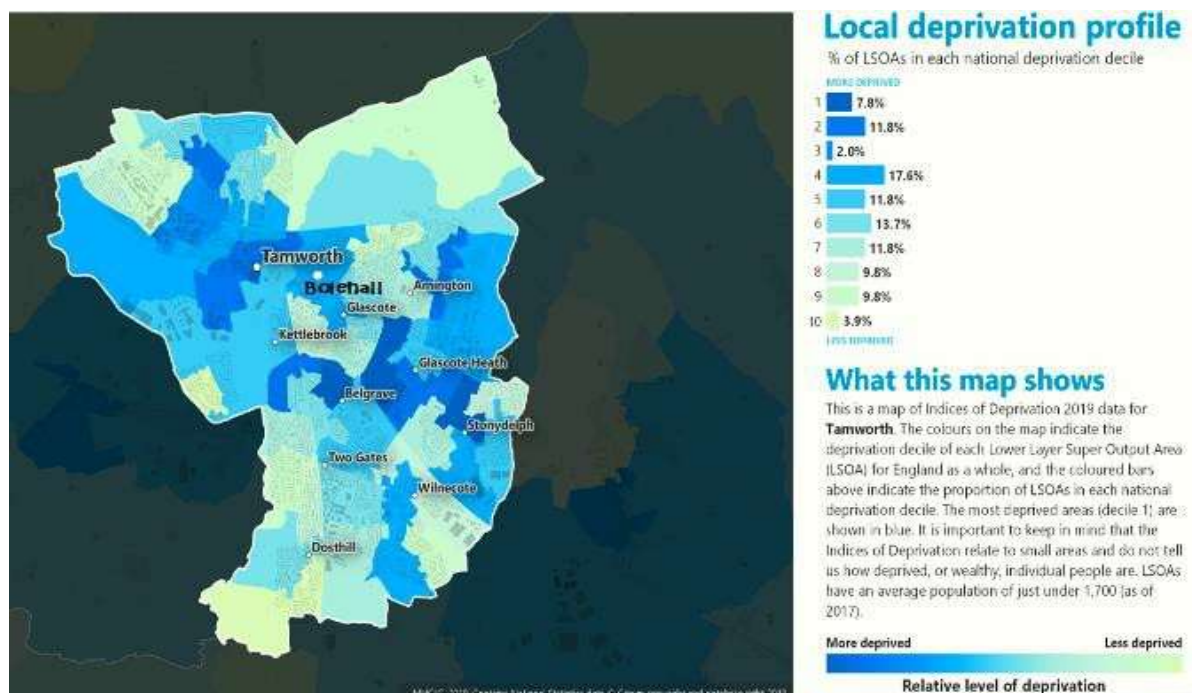 Local deprivation profile
% of LSOAs in each national deprivation decile
MORE DEPRIVED
1 7.8%
2 11.8%
3 2.0%
4 17.6%
5 11.8%
6 13.7%
7 11.8%
8 9.8%
9 9.8%
10 3.9%
LESS DEPRIVED
Tamworth
Bolehall
Amington
Glascote
Kettlebrook
Glascote Heath
Belgrave
Stonydelph
Two Gates
Wilnecote
Dosthill
What this map shows
This is a map of Indices of Deprivation 2019 data for
Tamworth. The colours on the map indicate the
deprivation decile of each Lower Layer Super Output Area
(LSOA) for England as a whole, and the coloured bars
above indicate the proportion of LSOAs in each national
deprivation decile. The most deprived areas (decile 1) are
shown in blue. It is important to keep in mind that the
Indices of Deprivation relate to small areas and do not tell
us how deprived, or wealthy, individual people are. LSOAs
have an average population of just under 1,700 (as of
2017).
More deprived Less deprived
Relative level of deprivation